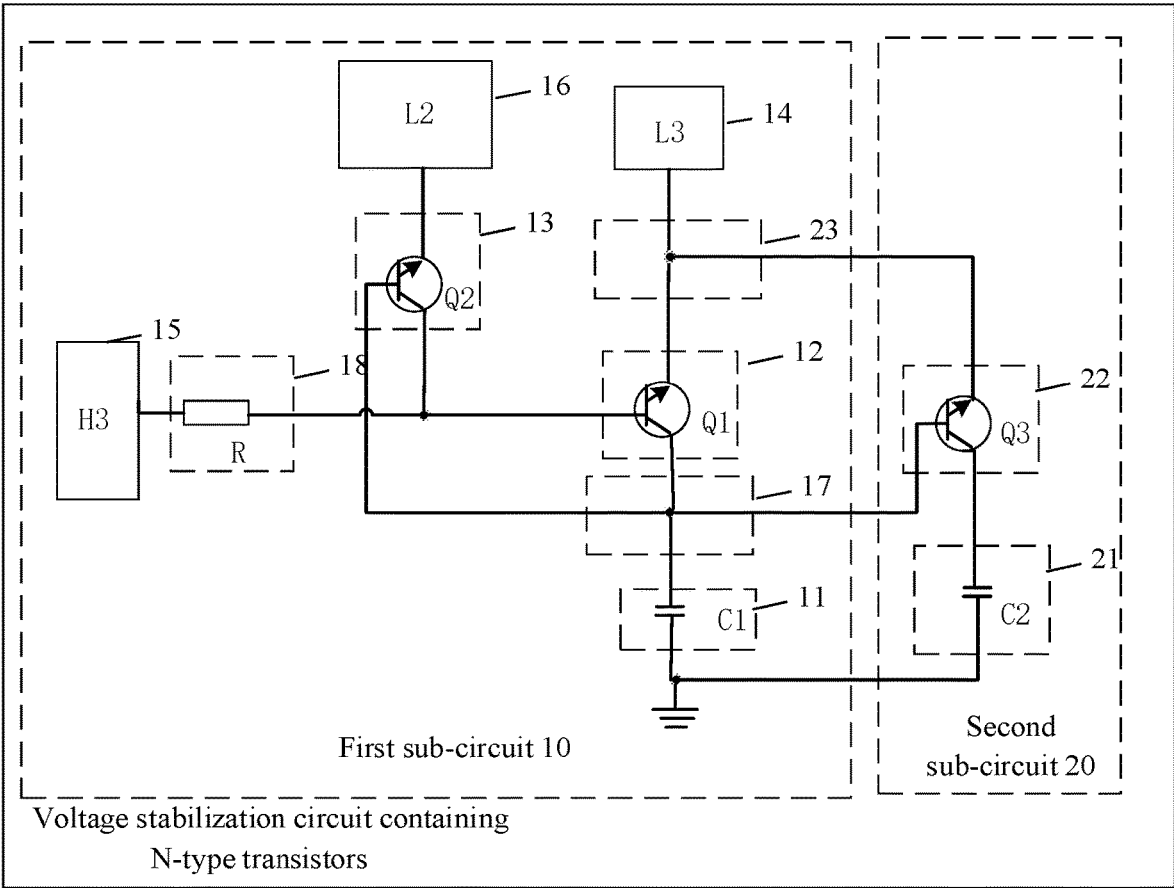 L2
16
L3
14
13
23
Q2
15
18
12
22
H3
Q1
Q3
R
17
21
11
C1
C2
First sub-circuit 10
Second
sub-circuit 20
Voltage stabilization circuit containing
N-type transistors